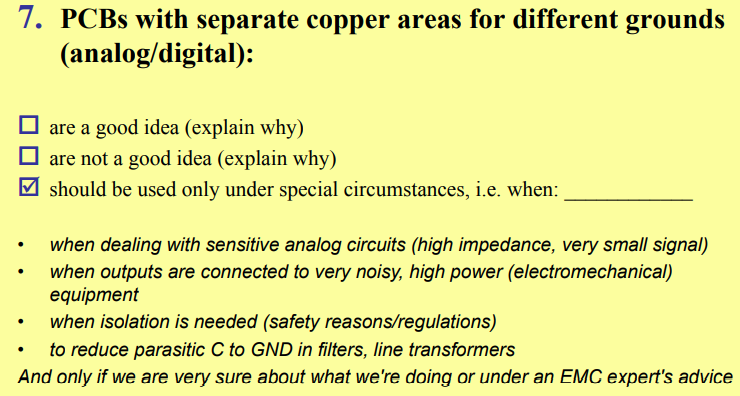 7. PCBs with separate copper areas for different grounds
(analog/digital):
☐ are a good idea (explain why)
☐ are not a good idea (explain why)
☑ should be used only under special circumstances, i.e. when: ____________
• when dealing with sensitive analog circuits (high impedance, very small signal)
• when outputs are connected to very noisy, high power (electromechanical)
equipment
• when isolation is needed (safety reasons/regulations)
• to reduce parasitic C to GND in filters, line transformers
And only if we are very sure about what we're doing or under an EMC expert's advice